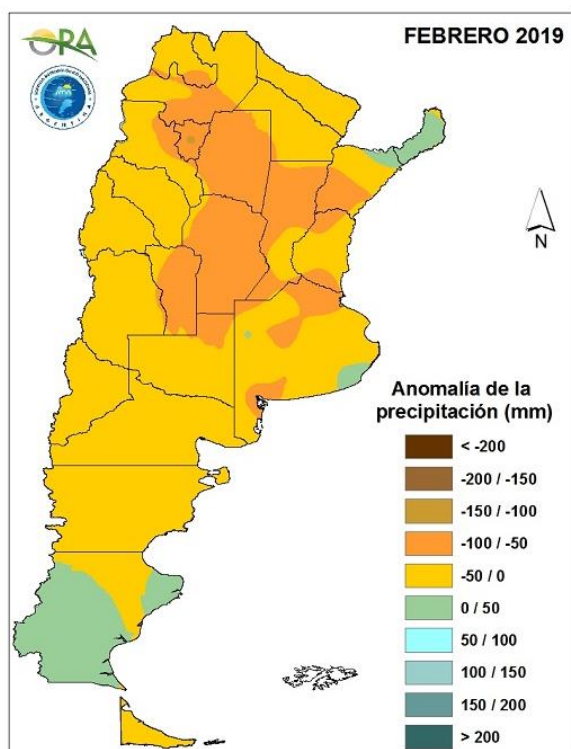 ORA
FEBRERO 2019
N
Anomalía de la
precipitación (mm)
< -200
-200 / -150
-150 / -100
-100 / -50
-50 / 0
0 / 50
50 / 100
100 / 150
150 / 200
> 200